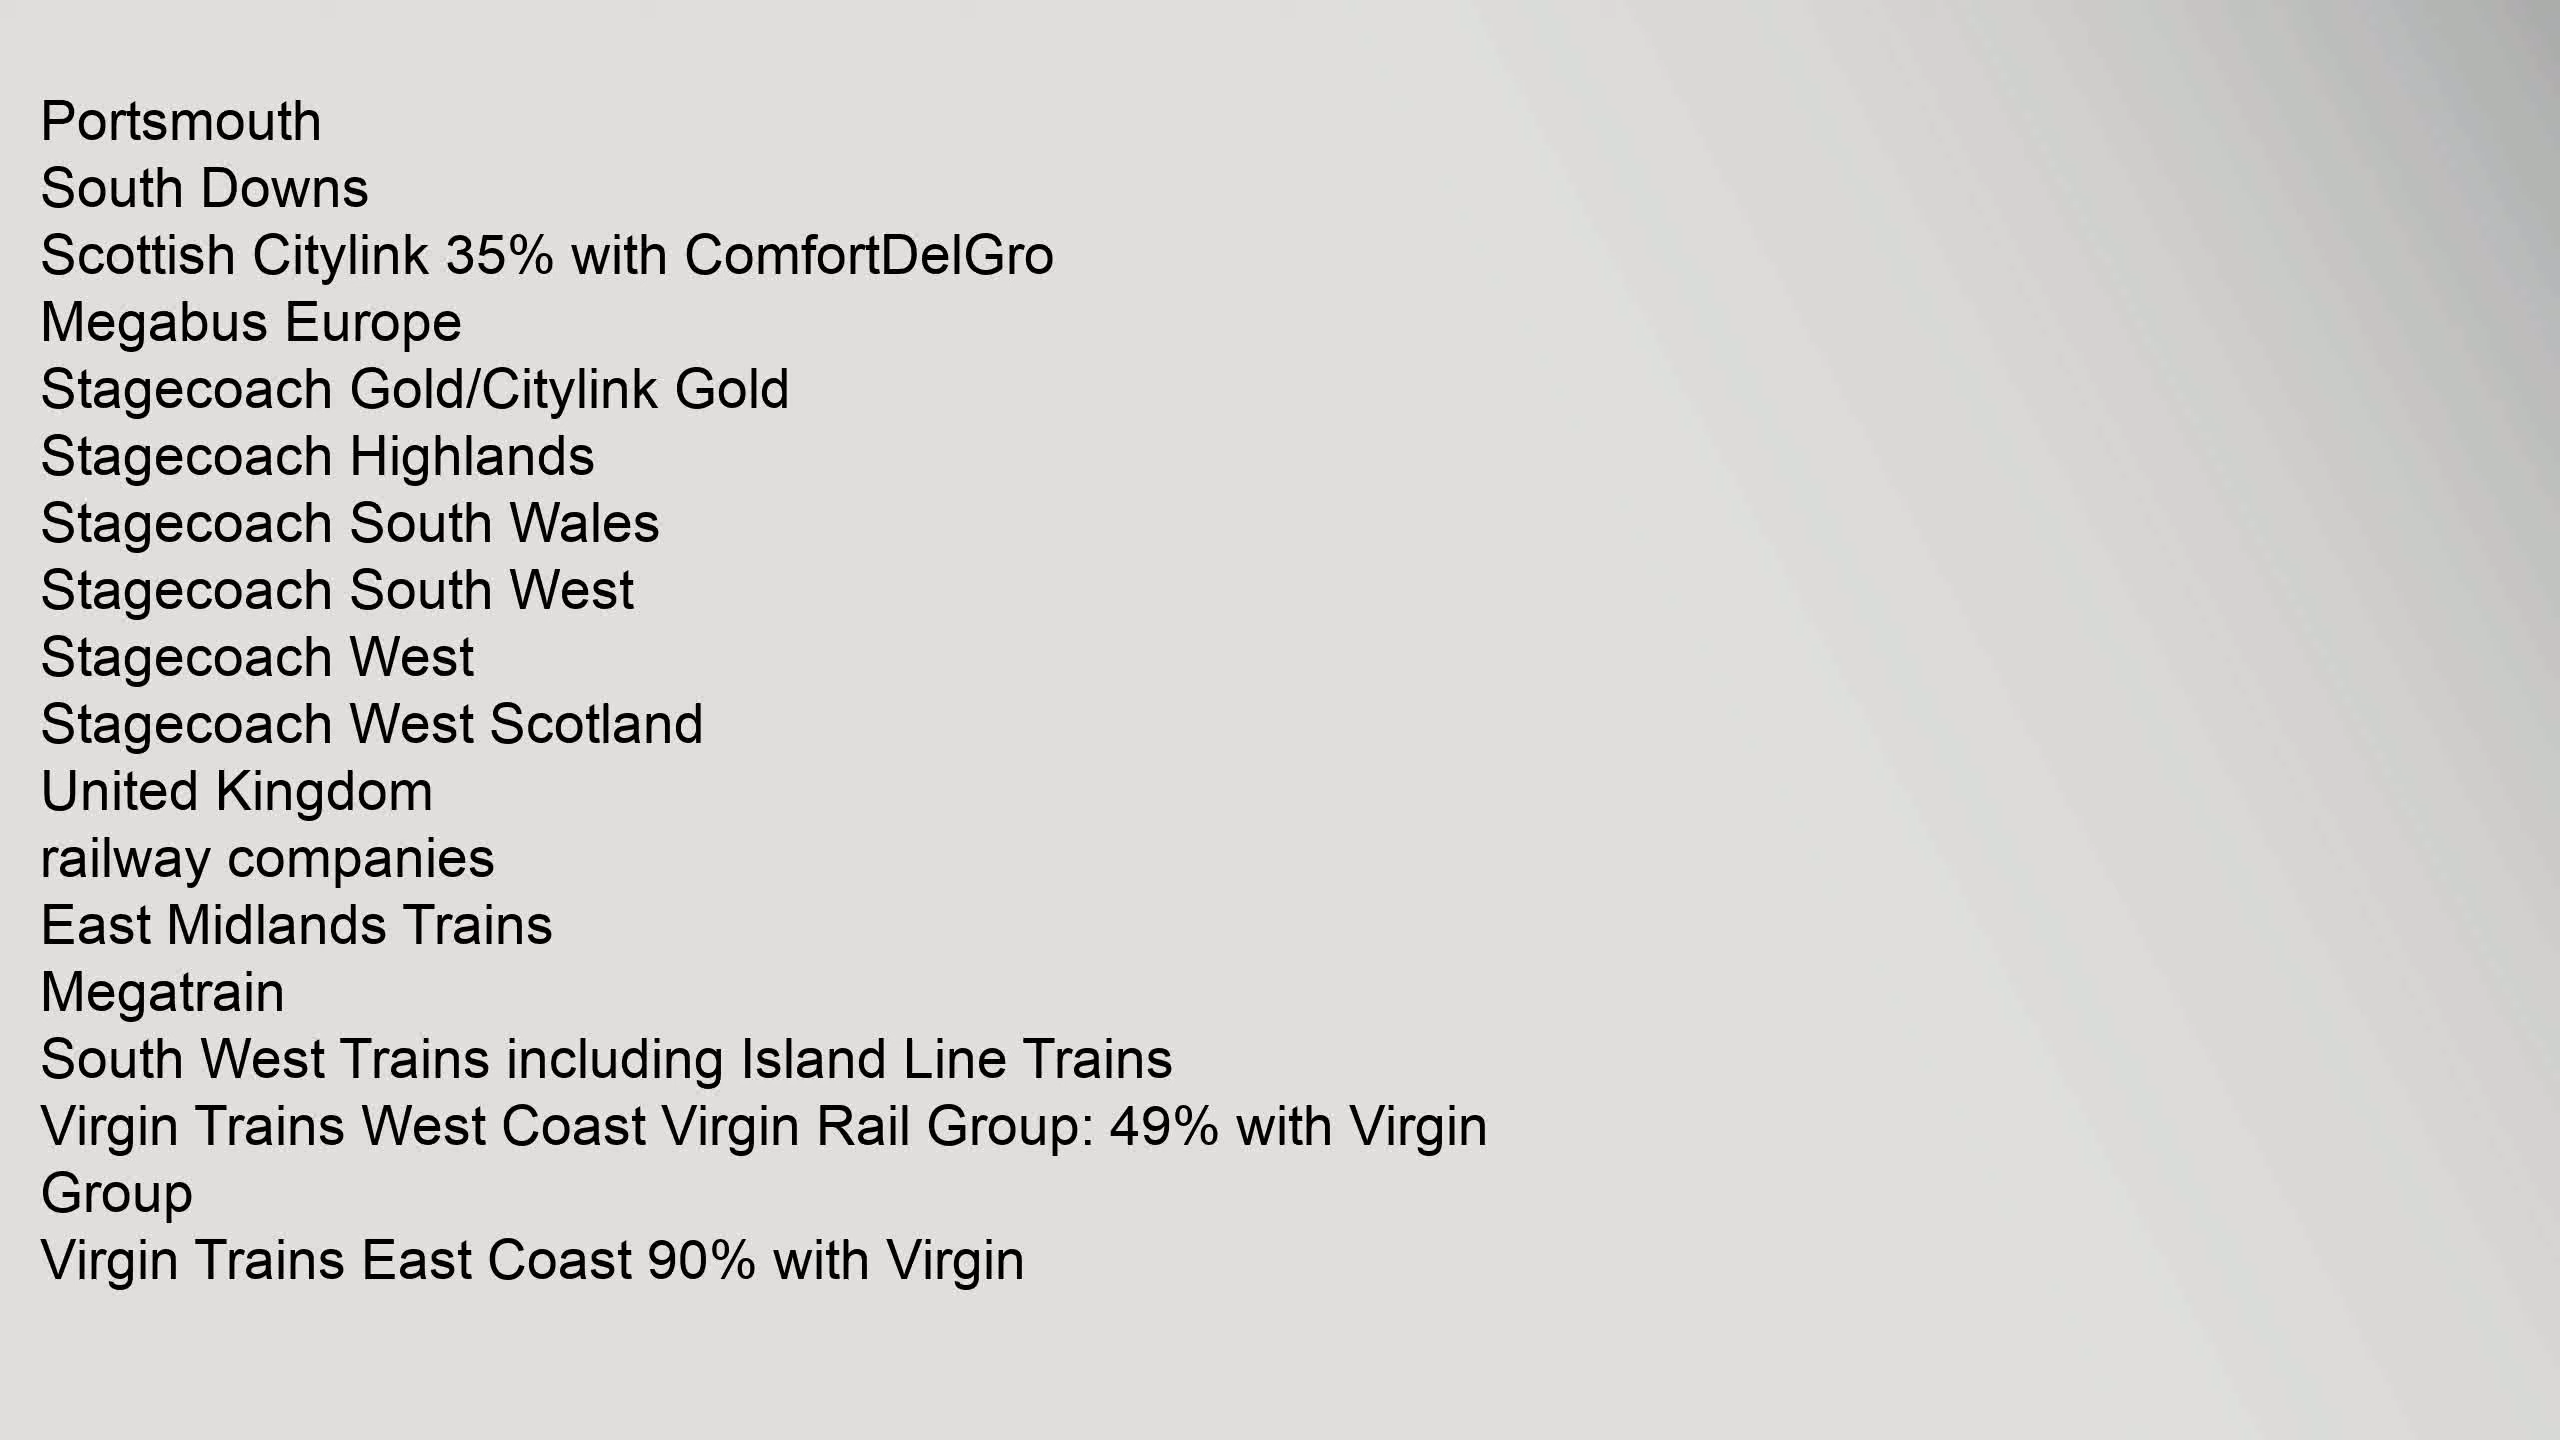 Portsmouth
South Downs
Scottish Citylink 35% with ComfortDelGro
Megabus Europe
Stagecoach Gold/Citylink Gold
Stagecoach Highlands
Stagecoach South Wales
Stagecoach South West
Stagecoach West
Stagecoach West Scotland
United Kingdom
railway companies
East Midlands Trains
Megatrain
South West Trains including Island Line Trains
Virgin Trains West Coast Virgin Rail Group: 49% with Virgin
Group
Virgin Trains East Coast 90% with Virgin